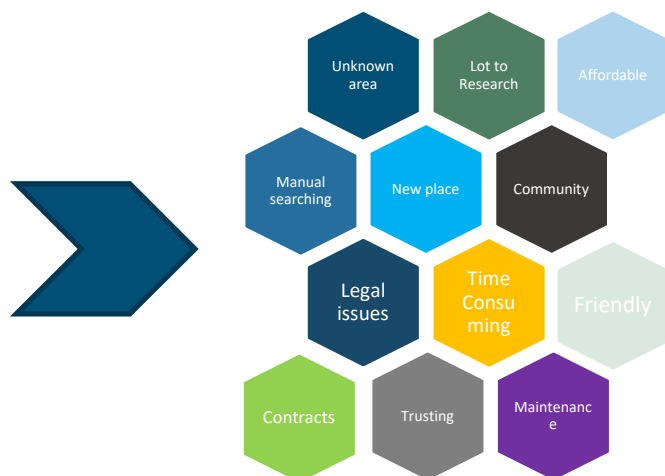 Unknown
area
Lot to
Research
Affordable
Manual
searching
New place
Community
Legal
issues
Time
Consu
ming
Friendly
Contracts
Trusting
Maintenanc
e